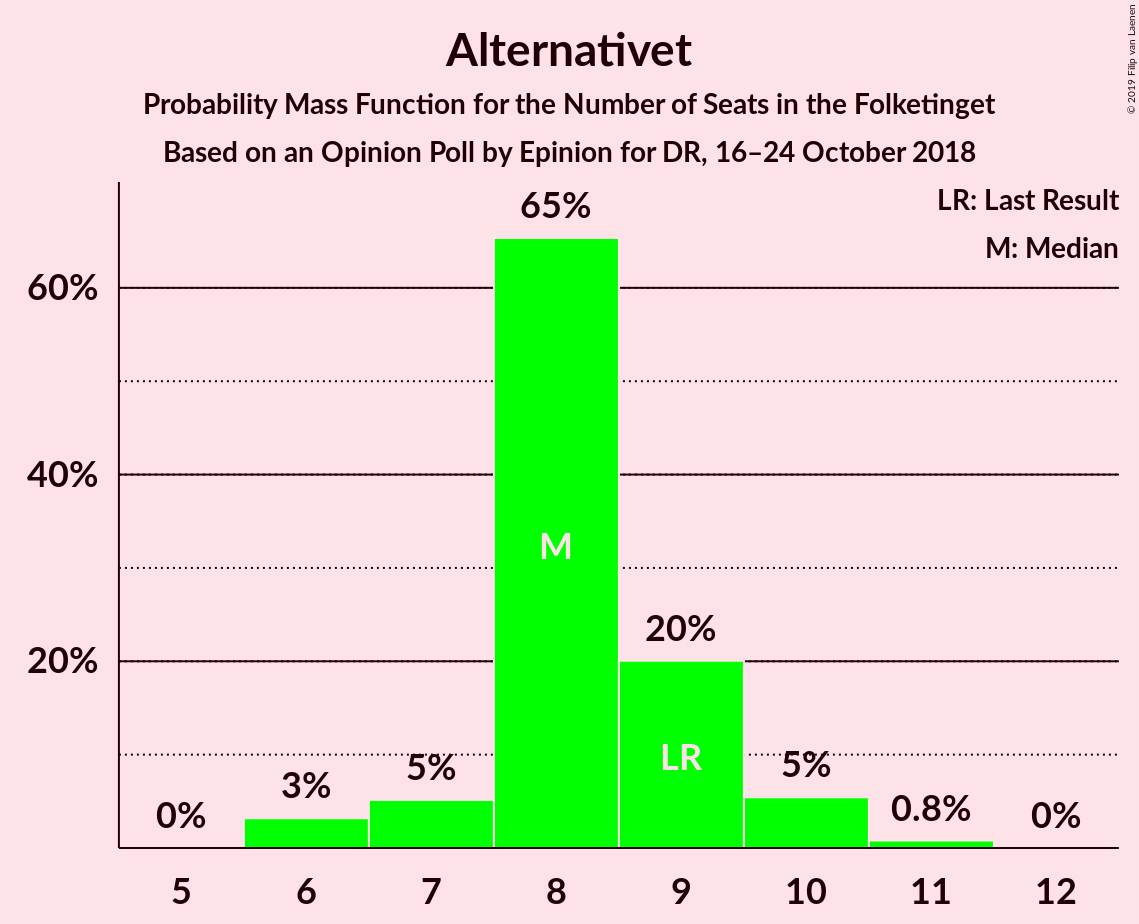 Alternativet
Probability Mass Function for the Number of Seats in the Folketinget
Based on an Opinion Poll by Epinion for DR, 16–24 October 2018
© 2019 Filip van Laenen
LR: Last Result
M: Median
60%
40%
20%
0%
3%
5%
65%
20%
5%
0.8%
0%
M
LR
5 6 7 8 9 10 11 12